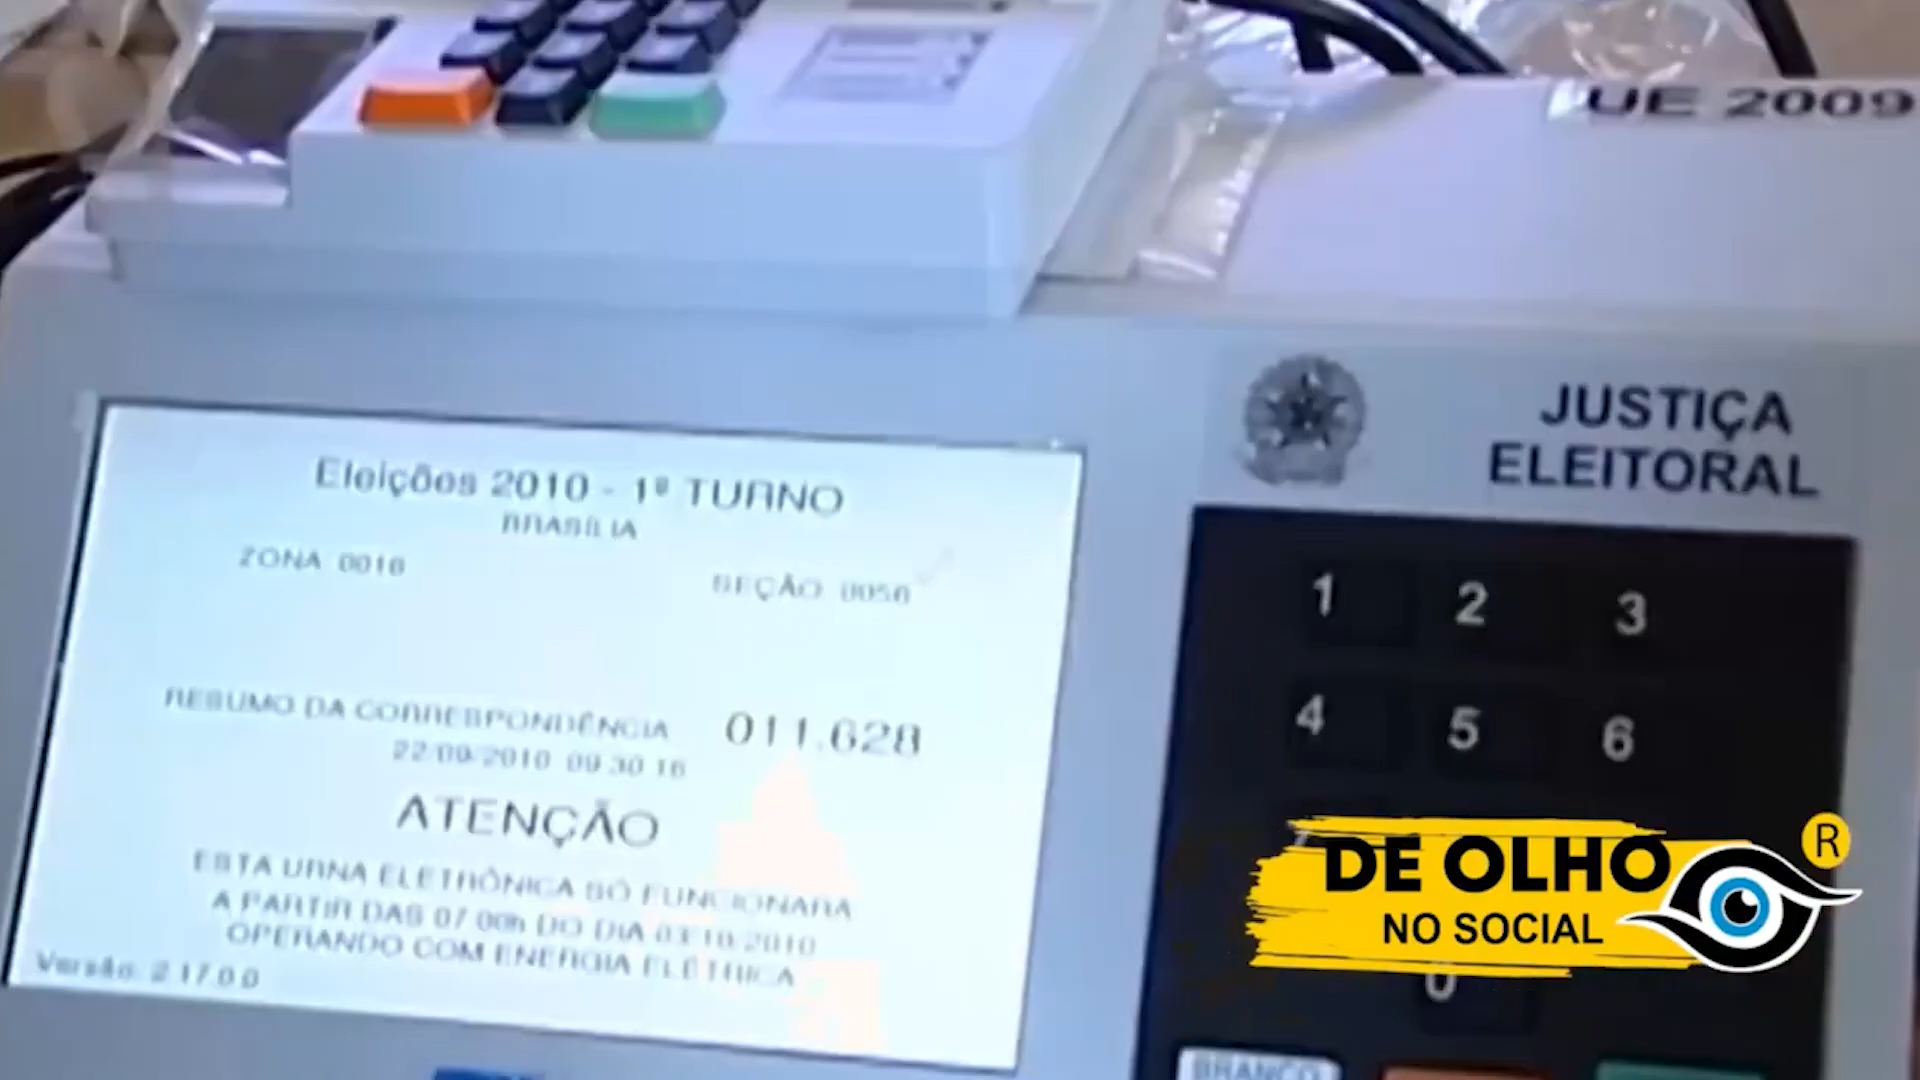 UE 2009
JUSTIÇA
ELEITORAL
Eleições 2010 - 1º TURNO
BRASÍLIA
ZONA 0010
SEÇÃO
RESUMO DA CORRESPONDÊNCIA 011.628
22/09/2010 09:30:16
ATENÇÃO
ESTA URNA ELETRÔNICA SÓ FUNCIONARA
A PARTIR DAS 07:00h DO DIA 03/10/2010
OPERANDO COM ENERGIA ELÉTRICA
Versão: 2.17.0.0
1 2 3
4 5 6
0
BRANCO
DE OLHO
NO SOCIAL
R